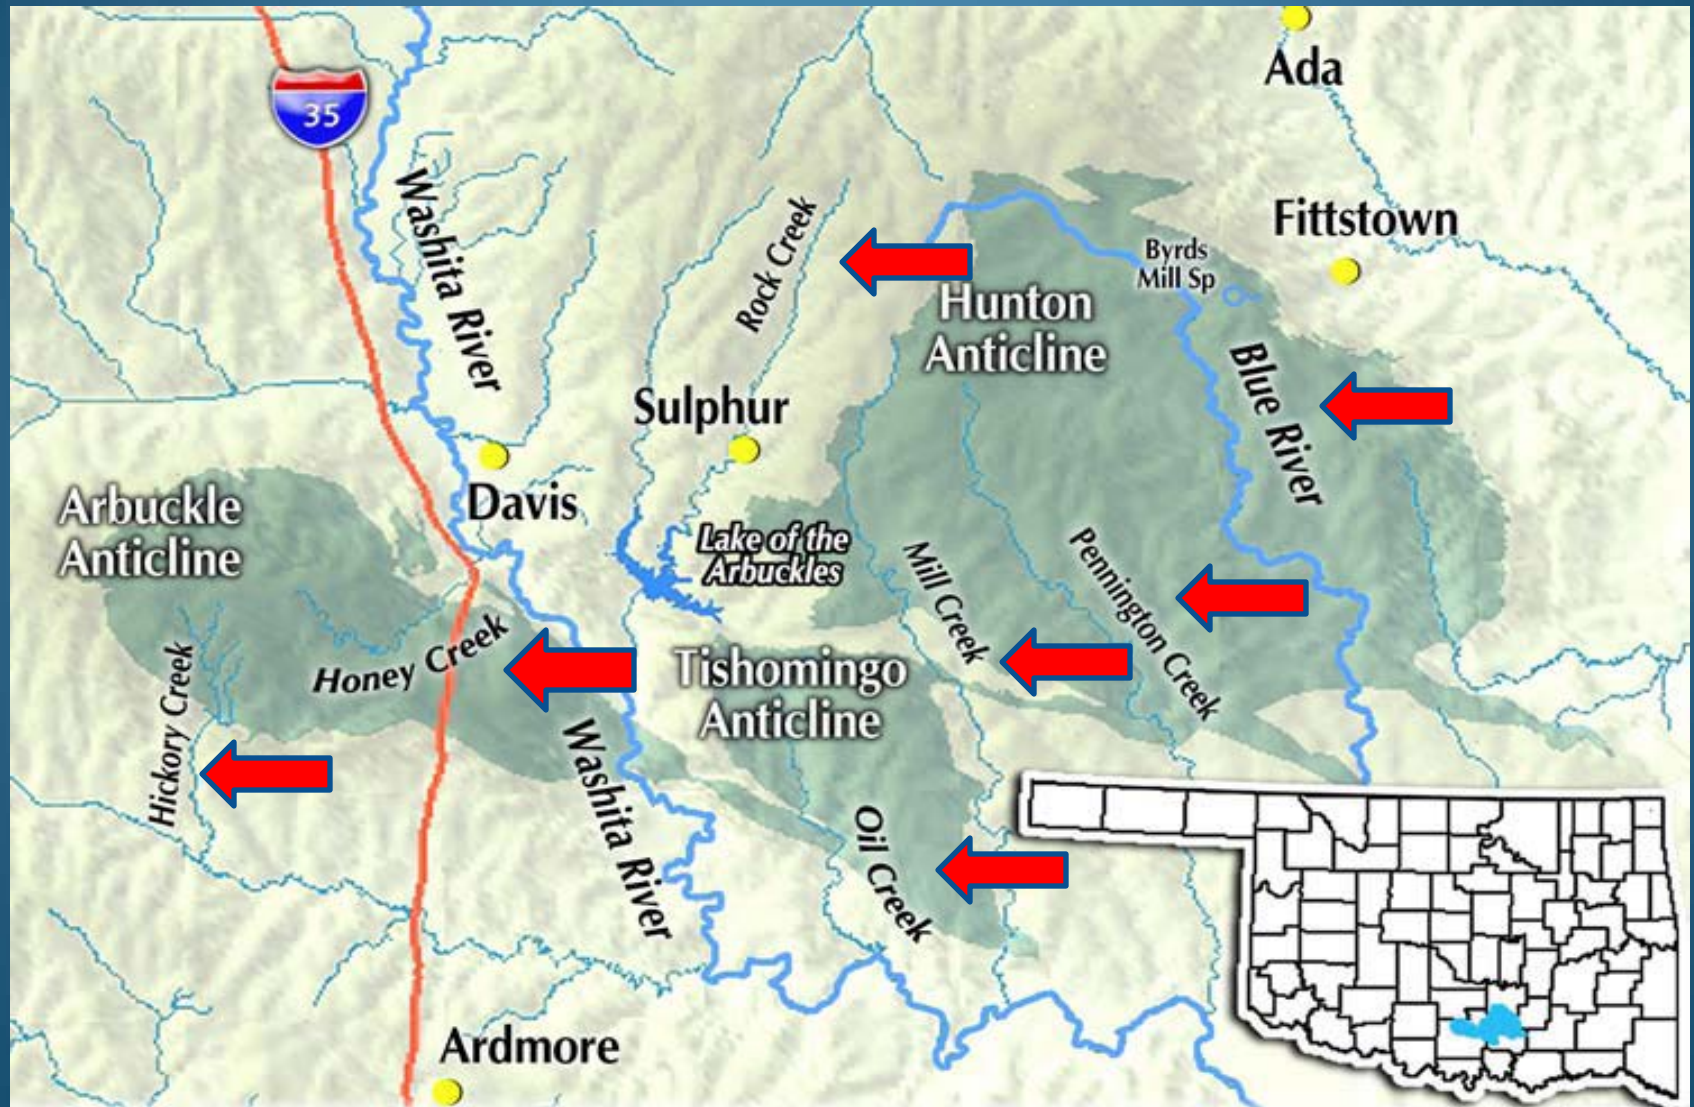 35
Ada
Washita River
Rock Creek
Fittstown
Byrds
Mill Sp
Hunton
Anticline
Blue River
Sulphur
Davis
Arbuckle
Anticline
Lake of the
Arbuckles
Mill Creek
Pennington Creek
Honey Creek
Hickory Creek
Tishomingo
Anticline
Washita River
Oil Creek
Ardmore